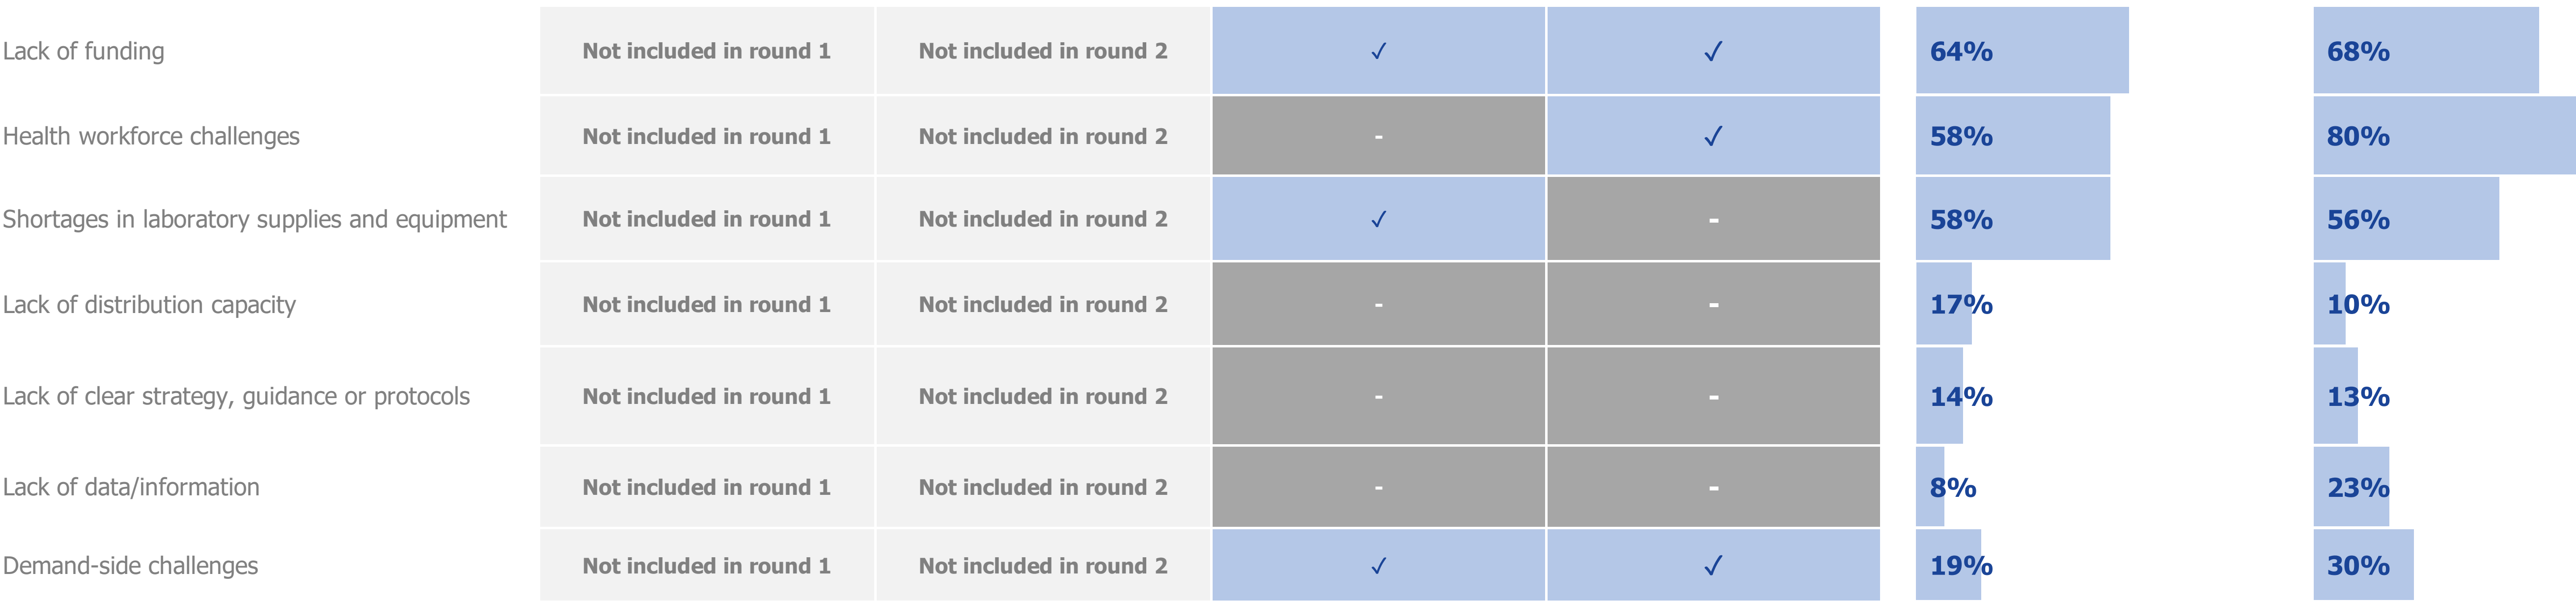 Lack of funding Not included in round 1 Not included in round 2 ✓ ✓ 64% 68%
Health workforce challenges Not included in round 1 Not included in round 2 - ✓ 58% 80%
Shortages in laboratory supplies and equipment Not included in round 1 Not included in round 2 ✓ - 58% 56%
Lack of distribution capacity Not included in round 1 Not included in round 2 - - 17% 10%
Lack of clear strategy, guidance or protocols Not included in round 1 Not included in round 2 - - 14% 13%
Lack of data/information Not included in round 1 Not included in round 2 - - 8% 23%
Demand-side challenges Not included in round 1 Not included in round 2 ✓ ✓ 19% 30%